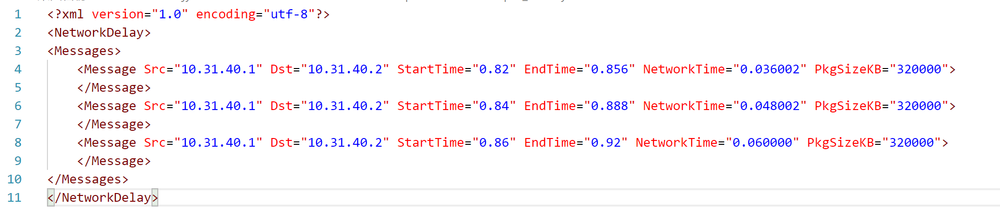 1 <?xml version="1.0" encoding="utf-8"?>
2 <NetworkDelay>
3 <Messages>
4 <Message Src="10.31.40.1" Dst="10.31.40.2" StartTime="0.82" EndTime="0.856" NetworkTime="0.036002" PkgSizeKB="320000">
5 </Message>
6 <Message Src="10.31.40.1" Dst="10.31.40.2" StartTime="0.84" EndTime="0.888" NetworkTime="0.048002" PkgSizeKB="320000">
7 </Message>
8 <Message Src="10.31.40.1" Dst="10.31.40.2" StartTime="0.86" EndTime="0.92" NetworkTime="0.060000" PkgSizeKB="320000">
9 </Message>
10 </Messages>
11 </NetworkDelay>